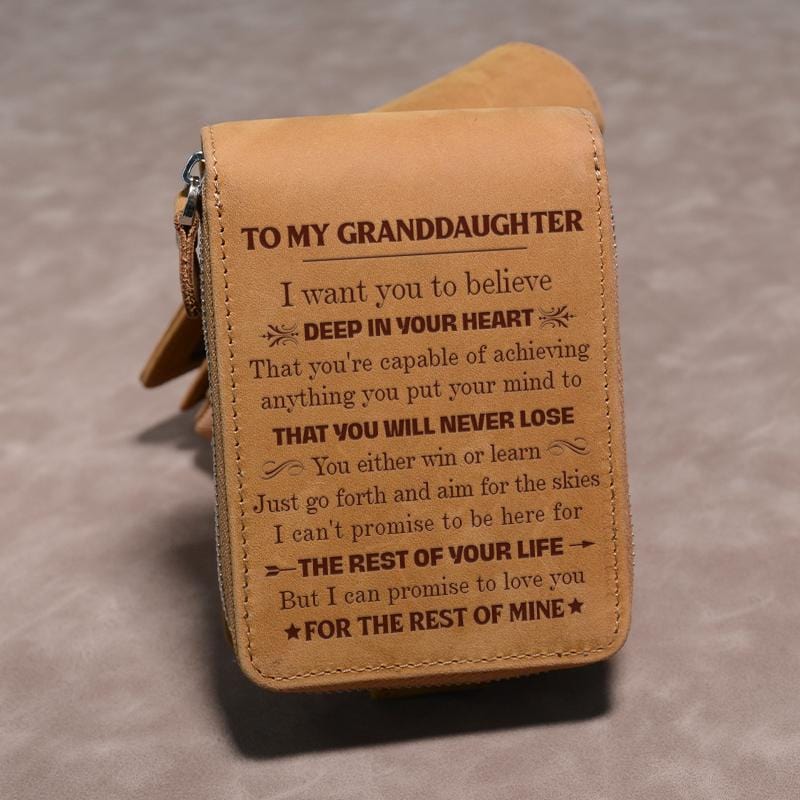 TO MY GRANDDAUGHTER
I want you to believe
DEEP IN YOUR HEART
That you're capable of achieving
anything you put your mind to
THAT YOU WILL NEVER LOSE
You either win or learn
Just go forth and aim for the skies
I can't promise to be here for
THE REST OF YOUR LIFE
But I can promise to love you
FOR THE REST OF MINE